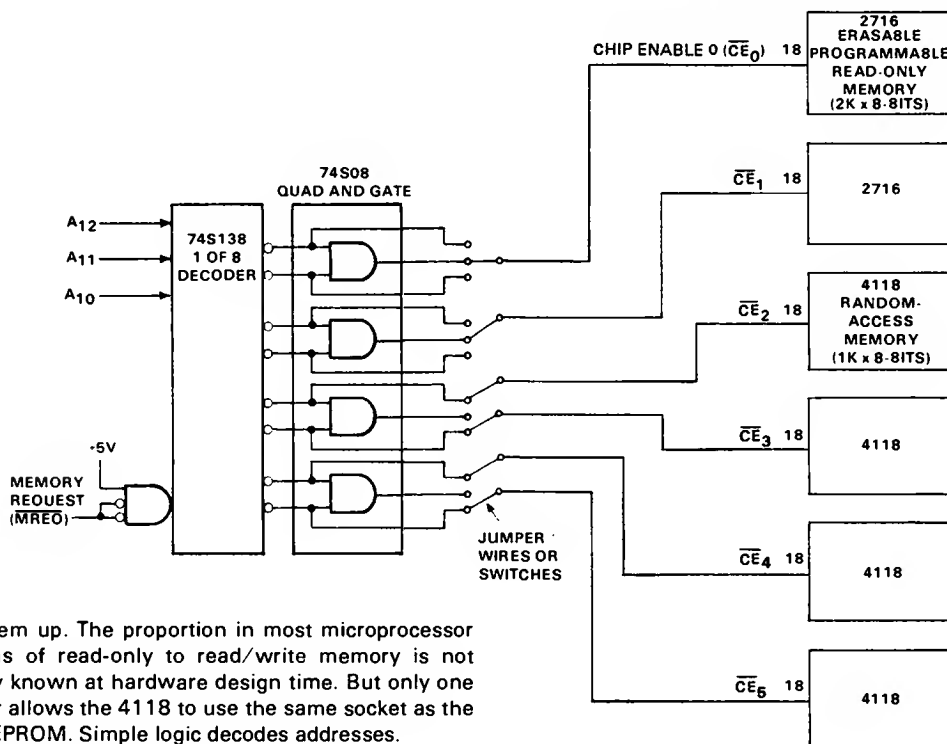 2716
ERASA8LE
PROGRAMMA8LE
READ-ONLY
MEMORY
(2K x 8-8ITS)
CHIP ENABLE 0 (CE0) 18
74S08
QUAD AND GATE
CE1 18
2716
A12
A11
A10
74S138
1 OF 8
DECODER
4118
RANDOM-
ACCESS
MEMORY
(1K x 8-8ITS)
CE2 18
CE3 18
4118
+5V
MEMORY
REQUEST
(MREQ)
JUMPER
WIRES OR
SWITCHES
CE4 18
4118
CE5 18
4118
em up. The proportion in most microprocessor
s of read-only to read/write memory is not
y known at hardware design time. But only one
r allows the 4118 to use the same socket as the
EPROM. Simple logic decodes addresses.